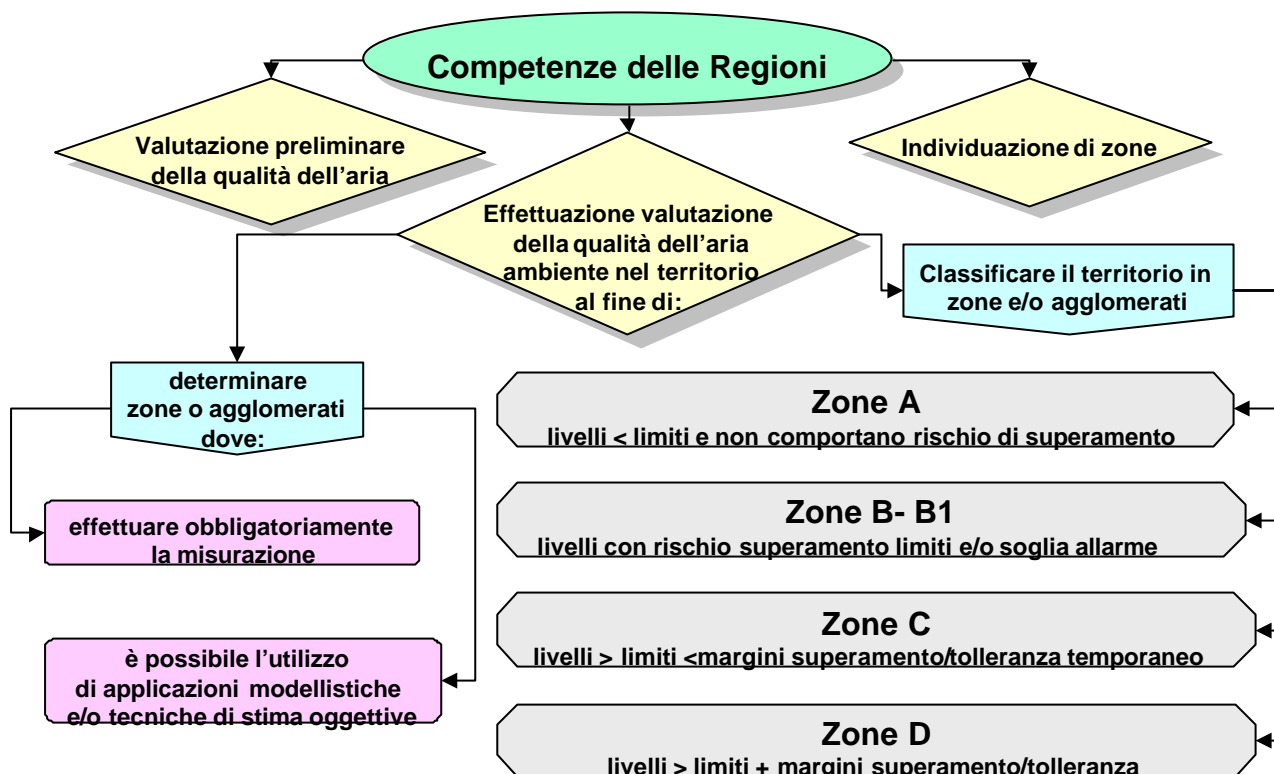 Competenze delle Regioni
Valutazione preliminare
della qualità dell'aria
Individuazione di zone
Effettuazione valutazione
della qualità dell'aria
ambiente nel territorio
al fine di:
Classificare il territorio in
zone e/o agglomerati
determinare
zone o agglomerati
dove:
effettuare obbligatoriamente
la misurazione
è possibile l'utilizzo
di applicazioni modellistiche
e/o tecniche di stima oggettive
Zone A
livelli < limiti e non comportano rischio di superamento
Zone B- B1
livelli con rischio superamento limiti e/o soglia allarme
Zone C
livelli > limiti <margini superamento/tolleranza temporaneo
Zone D
livelli > limiti + margini superamento/tolleranza